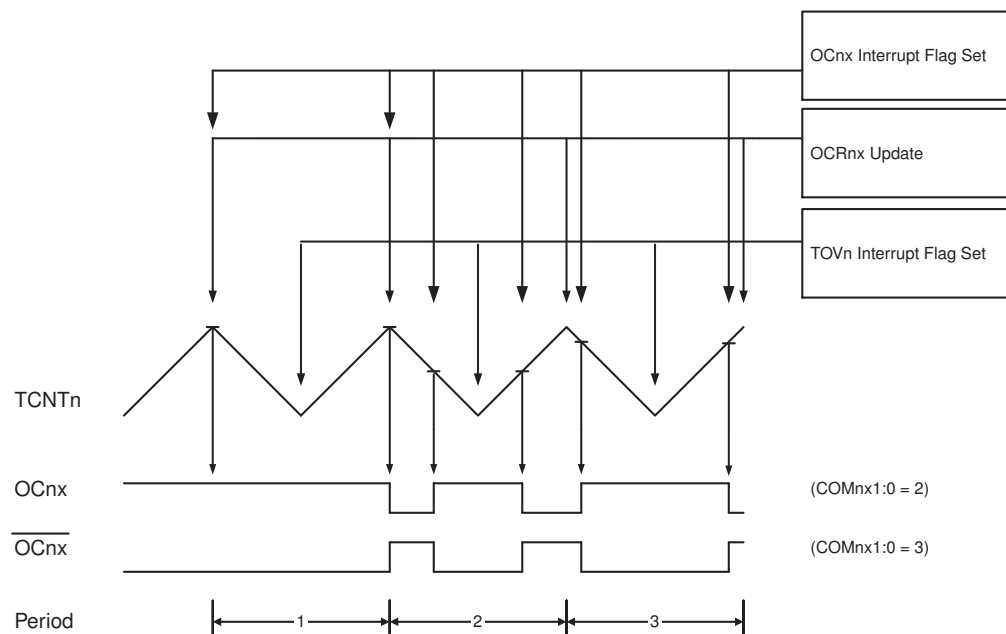 OCnx Interrupt Flag Set
OCRnx Update
TOVn Interrupt Flag Set
TCNTn
OCnx
(COMnx1:0 = 2)
OCnx
(COMnx1:0 = 3)
Period
1
2
3